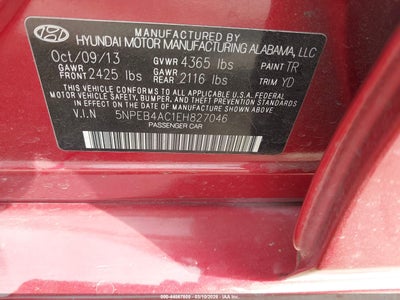 MANUFACTURED BY
HYUNDAI MOTOR MANUFACTURING ALABAMA, LLC
Oct/09/13 GVWR 4365 lbs PAINT TR
GAWR FRONT 2425 lbs GAWR REAR 2116 lbs TRIM YD
THIS VEHICLE CONFORMS TO ALL APPLICABLE U.S.A FEDERAL
MOTOR VEHICLE SAFETY, BUMPER, AND THEFT PREVENTION
STANDARDS IN EFFECT ON THE DATE OF MANUFACTURE SHOWN ABOVE.
V.I.N 5NPEB4AC1EH827046
PASSENGER CAR